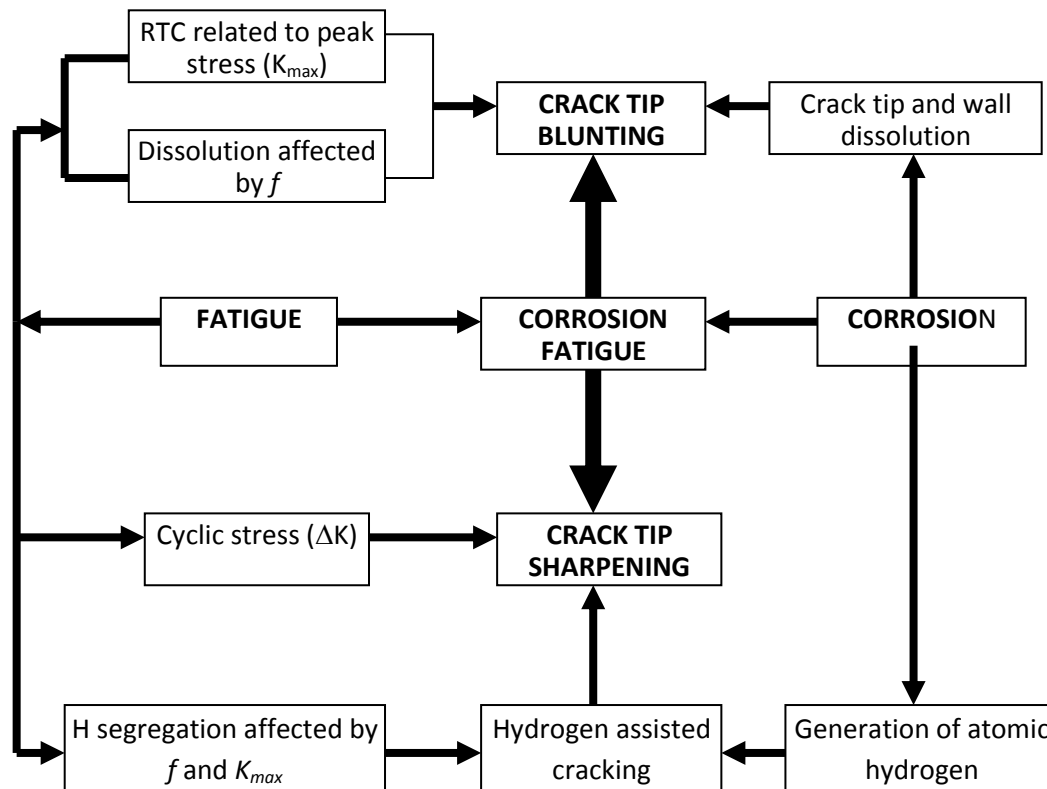 RTC related to peak
stress (Kmax)
CRACK TIP
BLUNTING
Crack tip and wall
dissolution
Dissolution affected
by f
FATIGUE
CORROSION
FATIGUE
CORROSION
Cyclic stress (ΔK)
CRACK TIP
SHARPENING
H segregation affected by
f and Kmax
Hydrogen assisted
cracking
Generation of atomic
hydrogen